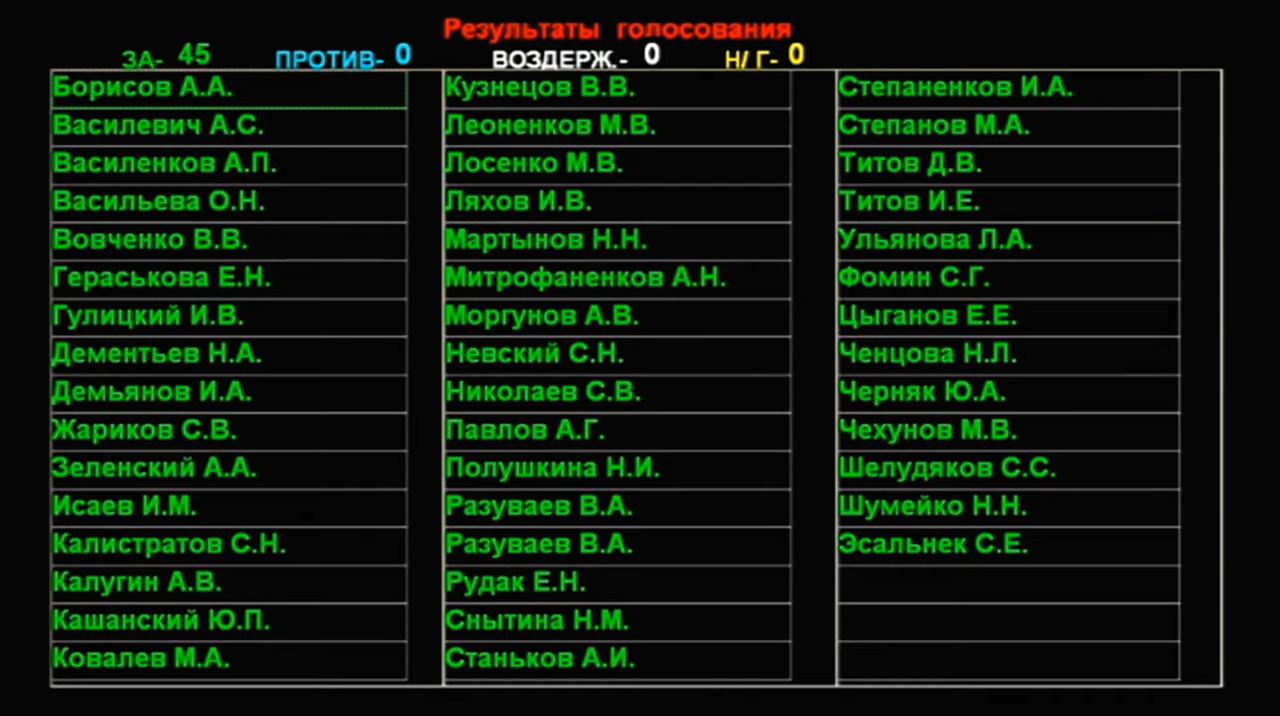 Результаты голосования
ЗА- 45 ПРОТИВ- 0 ВОЗДЕРЖ.- 0 Н/ Г- 0
Борисов А.А.
Василевич А.С.
Василенков А.П.
Васильева О.Н.
Вовченко В.В.
Гераськова Е.Н.
Гулицкий И.В.
Дементьев Н.А.
Демьянов И.А.
Жариков С.В.
Зеленский А.А.
Исаев И.М.
Калистратов С.Н.
Калугин А.В.
Кашанский Ю.П.
Ковалев М.А.
Кузнецов В.В.
Леоненков М.В.
Лосенко М.В.
Ляхов И.В.
Мартынов Н.Н.
Митрофаненков А.Н.
Моргунов А.В.
Невский С.Н.
Николаев С.В.
Павлов А.Г.
Полушкина Н.И.
Разуваев В.А.
Разуваев В.А.
Рудак Е.Н.
Снытина Н.М.
Станьков А.И.
Степаненков И.А.
Степанов М.А.
Титов Д.В.
Титов И.Е.
Ульянова Л.А.
Фомин С.Г.
Цыганов Е.Е.
Ченцова Н.Л.
Черняк Ю.А.
Чехунов М.В.
Шелудяков С.С.
Шумейко Н.Н.
Эсальнек С.Е.